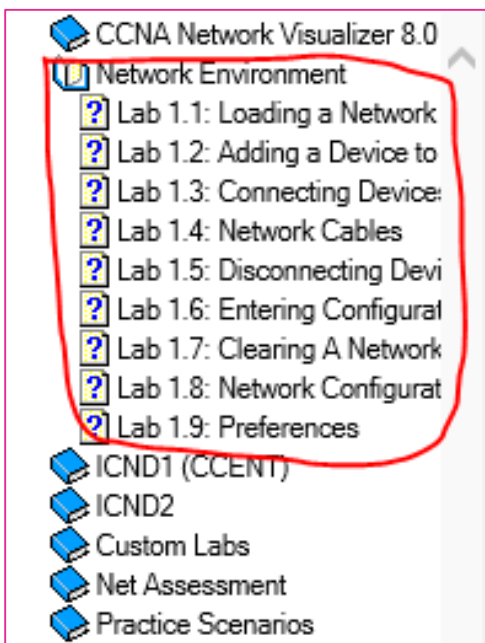 CCNA Network Visualizer 8.0
Network Environment
Lab 1.1: Loading a Network
Lab 1.2: Adding a Device to
Lab 1.3: Connecting Devices
Lab 1.4: Network Cables
Lab 1.5: Disconnecting Devi
Lab 1.6: Entering Configurat
Lab 1.7: Clearing A Network
Lab 1.8: Network Configurat
Lab 1.9: Preferences
ICND1 (CCENT)
ICND2
Custom Labs
Net Assessment
Practice Scenarios